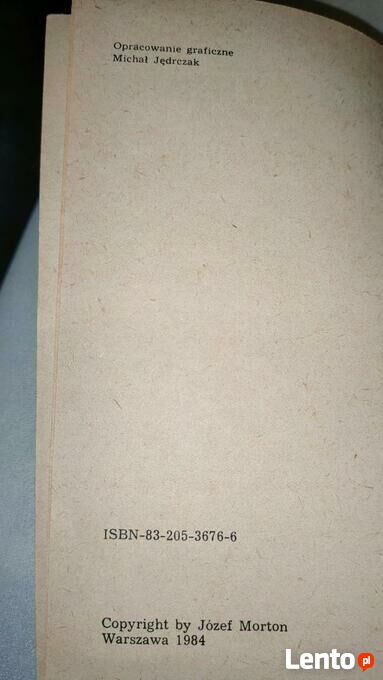 Opracowanie graficzne
Michał Jędrczak
ISBN-83-205-3676-6
Copyright by Józef Morton
Warszawa 1984
Lento.pl